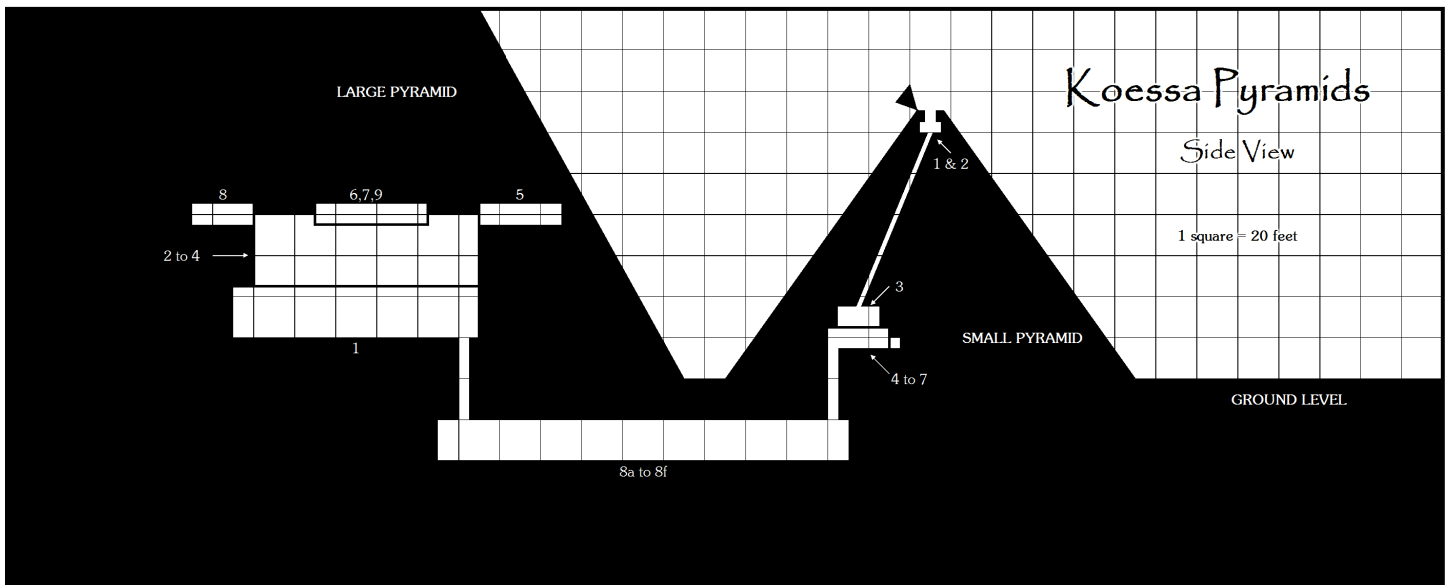 Koessa Pyramids
Side View
1 square = 20 feet
LARGE PYRAMID
8
6,7,9
5
2 to 4
1
1 & 2
3
SMALL PYRAMID
4 to 7
GROUND LEVEL
8a to 8f